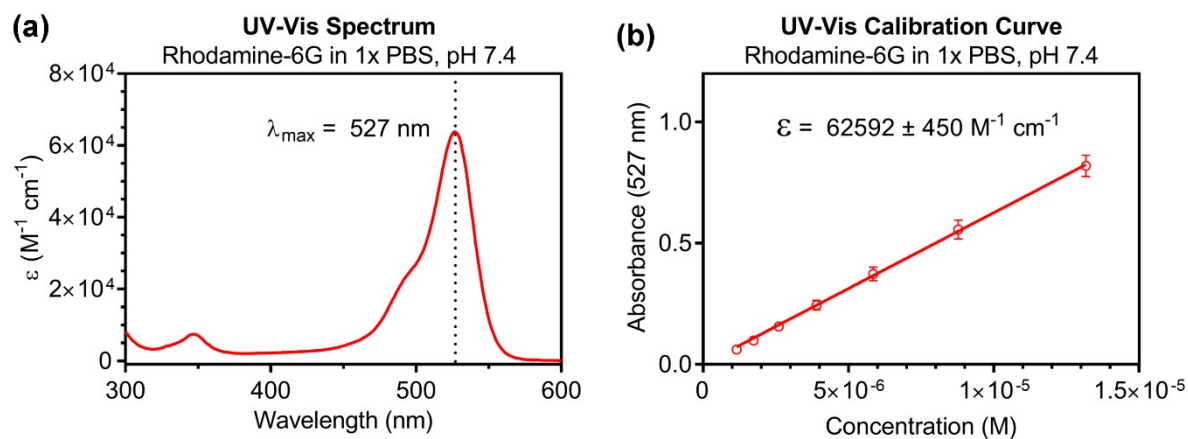 (a)
UV-Vis Spectrum
Rhodamine-6G in 1x PBS, pH 7.4
ε (M⁻¹ cm⁻¹)
8×10⁴
6×10⁴
4×10⁴
2×10⁴
0
λmax = 527 nm
300
400
500
600
Wavelength (nm)
(b)
UV-Vis Calibration Curve
Rhodamine-6G in 1x PBS, pH 7.4
Absorbance (527 nm)
1.0
0.5
0.0
ε = 62592 ± 450 M⁻¹ cm⁻¹
0
5×10⁻⁶
1×10⁻⁵
1.5×10⁻⁵
Concentration (M)